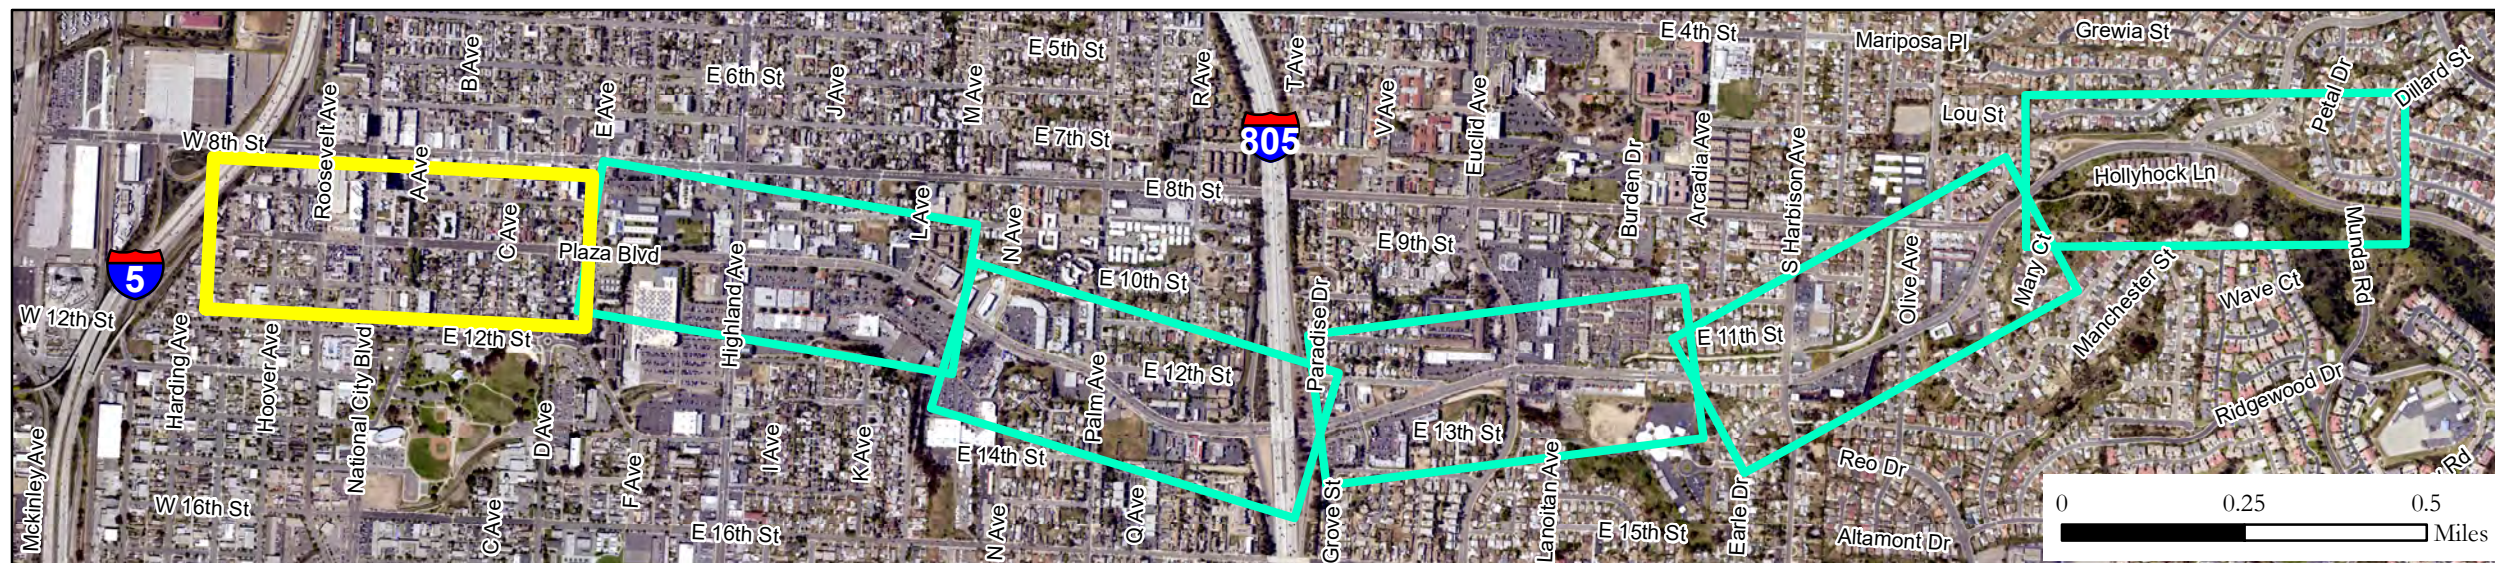 E 4th St
Mariposa Pl
Grewia St
B Ave
E 5th St
E 6th St
J Ave
M Ave
R Ave
T Ave
V Ave
Euclid Ave
Petal Dr
Dillard St
Roosevelt Ave
E Ave
E 7th St
805
Lou St
W 8th St
A Ave
E 8th St
Burden Dr
Arcadia Ave
S Harbison Ave
Hollyhock Ln
C Ave
Plaza Blvd
L Ave
N Ave
E 9th St
Olive Ave
Mary Ct
Manchester St
Munda Rd
5
W 12th St
Highland Ave
E 10th St
Paradise Dr
Wave Ct
Harding Ave
Hoover Ave
National City Blvd
E 12th St
E 11th St
Palm Ave
E 12th St
Ridgewood Dr
D Ave
F Ave
I Ave
K Ave
E 14th St
E 13th St
Mckinley Ave
W 16th St
C Ave
E 16th St
N Ave
Q Ave
Grove St
Lanoitan Ave
E 15th St
Earle Dr
Reo Dr
Altamont Dr
Rd
0 0.25 0.5
Miles